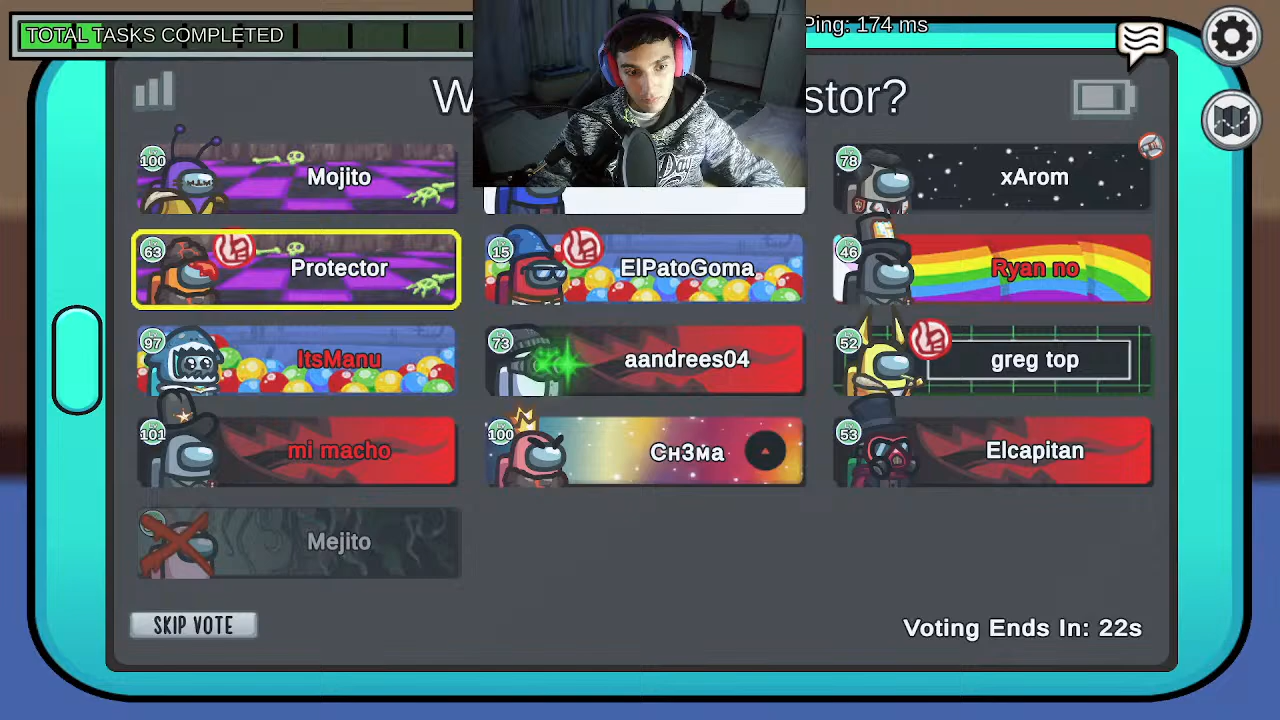 TOTAL TASKS COMPLETED
Ping: 174 ms
W stor?
100 Mojito
78 xArom
63 Protector
15 ElPatoGoma
46 Ryan no
97 ItsManu
73 aandrees04
52 greg top
101 mi macho
100 Cн3мa
53 Elcapitan
Mejito
SKIP VOTE
Voting Ends In: 22s